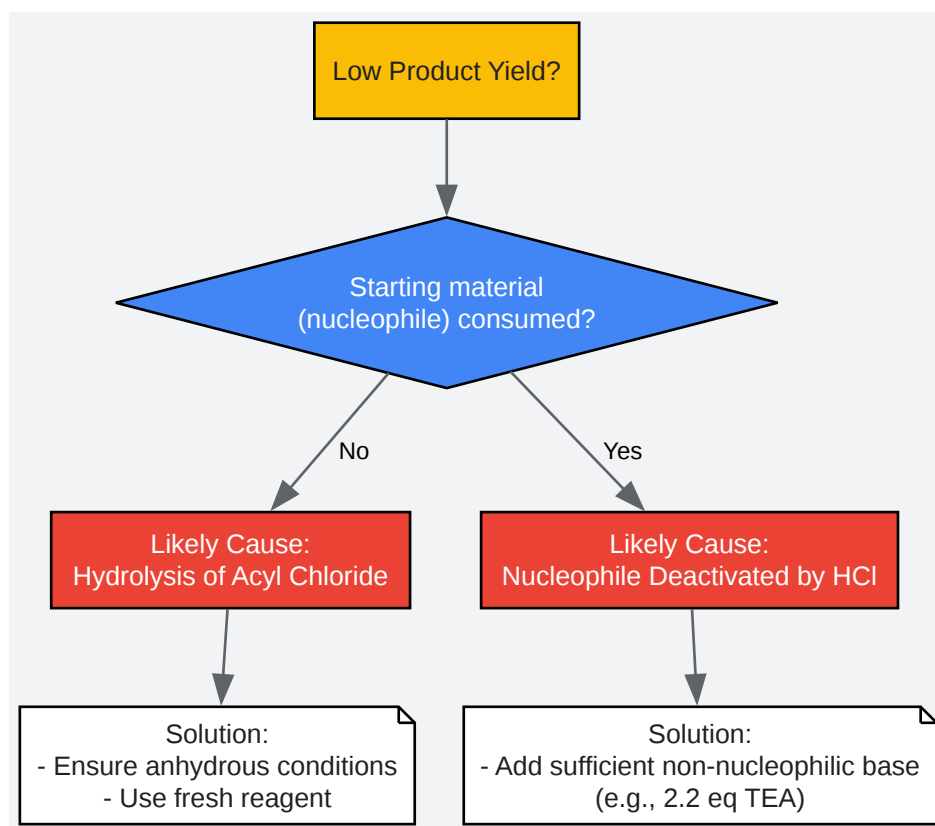 Low Product Yield?
Starting material
(nucleophile) consumed?
No
Yes
Likely Cause:
Hydrolysis of Acyl Chloride
Likely Cause:
Nucleophile Deactivated by HCl
Solution:
- Ensure anhydrous conditions
- Use fresh reagent
Solution:
- Add sufficient non-nucleophilic base
(e.g., 2.2 eq TEA)